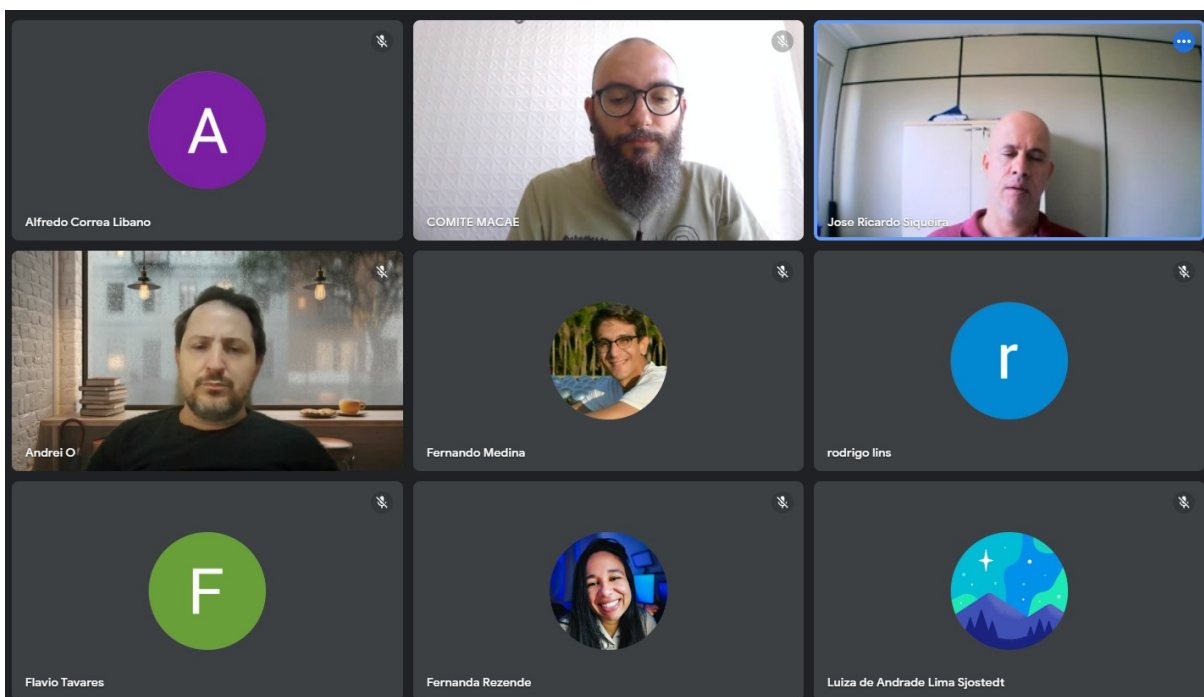 A
Alfredo Correa Libano
COMITE MACAE
Jose Ricardo Siqueira
Andrei O
Fernando Medina
r
rodrigo lins
F
Flavio Tavares
Fernanda Rezende
Luiza de Andrade Lima Sjostedt